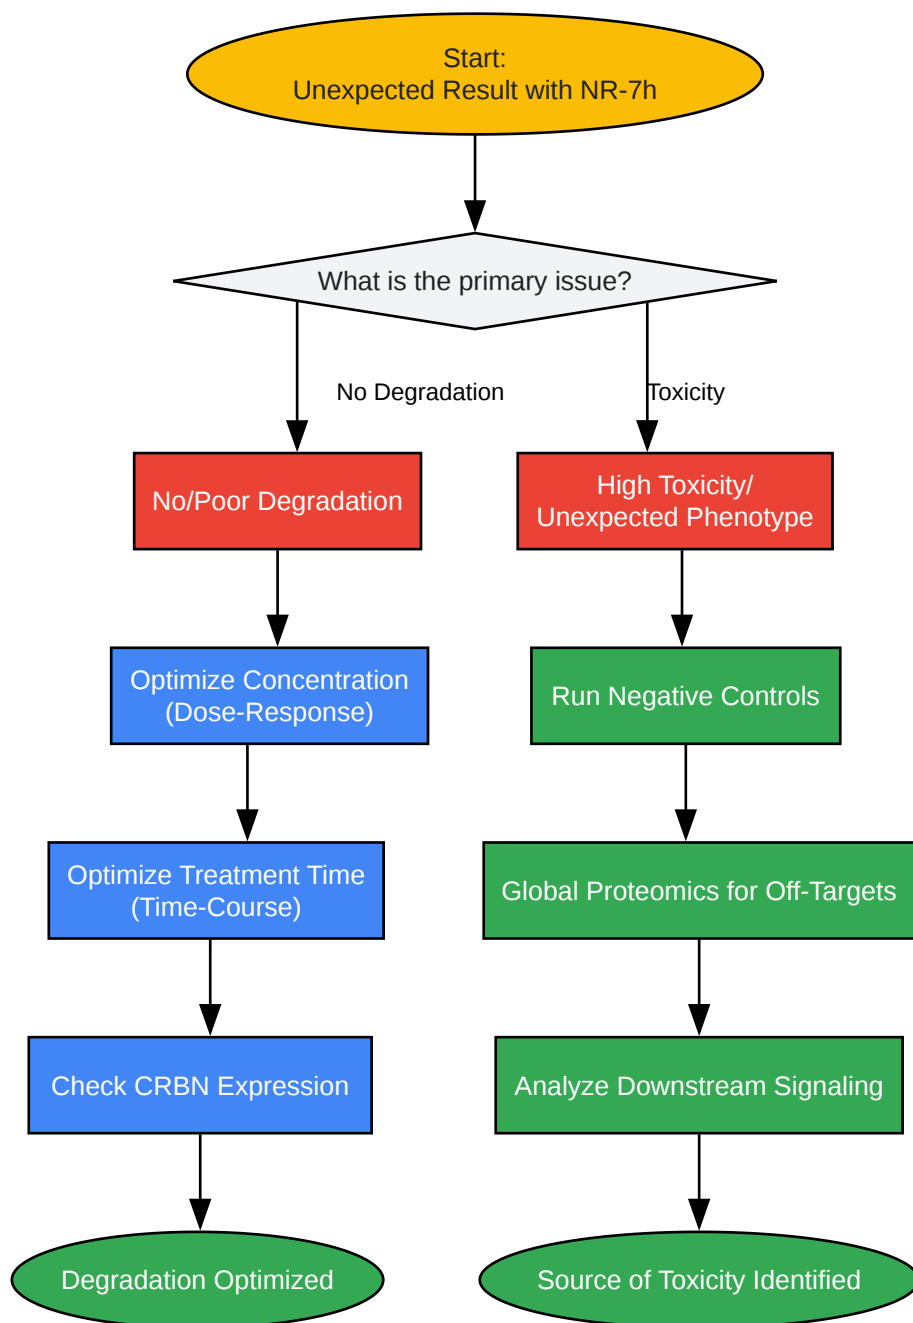 Start:
Unexpected Result with NR-7h
What is the primary issue?
No Degradation
Toxicity
No/Poor Degradation
High Toxicity/
Unexpected Phenotype
Optimize Concentration
(Dose-Response)
Run Negative Controls
Optimize Treatment Time
(Time-Course)
Global Proteomics for Off-Targets
Check CRBN Expression
Analyze Downstream Signaling
Degradation Optimized
Source of Toxicity Identified